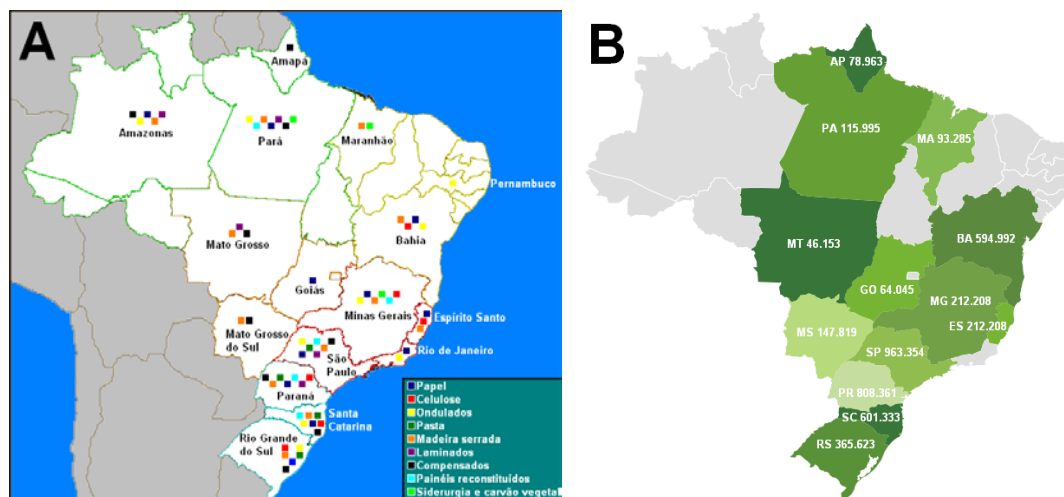 A
Amapá
Amazonas
Pará
Maranhão
Pernambuco
Mato Grosso
Bahia
Goiás
Minas Gerais
Espírito Santo
Mato Grosso
do Sul
Rio de Janeiro
São
Paulo
Paraná
Santa
Catarina
Rio Grande
do Sul
Papel
Celulose
Ondulados
Pasta
Madeira serrada
Laminados
Compensados
Painéis reconstituídos
Siderurgia e carvão vegetal
B
AP 78.963
PA 115.995
MA 93.285
MT 46.153
BA 594.992
GO 64.045
MG 212.208
ES 212.208
MS 147.819
SP 963.354
PR 808.361
SC 601.333
RS 365.623